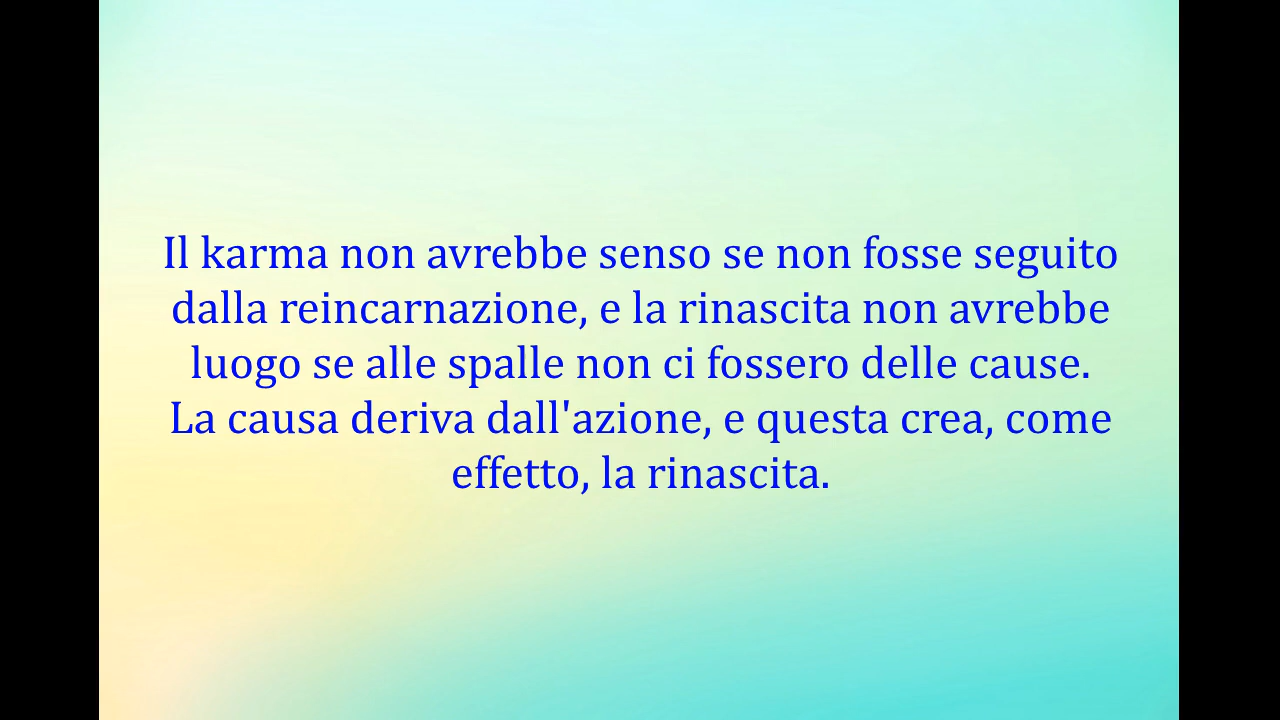 Il karma non avrebbe senso se non fosse seguito
dalla reincarnazione, e la rinascita non avrebbe
luogo se alle spalle non ci fossero delle cause.
La causa deriva dall'azione, e questa crea, come
effetto, la rinascita.